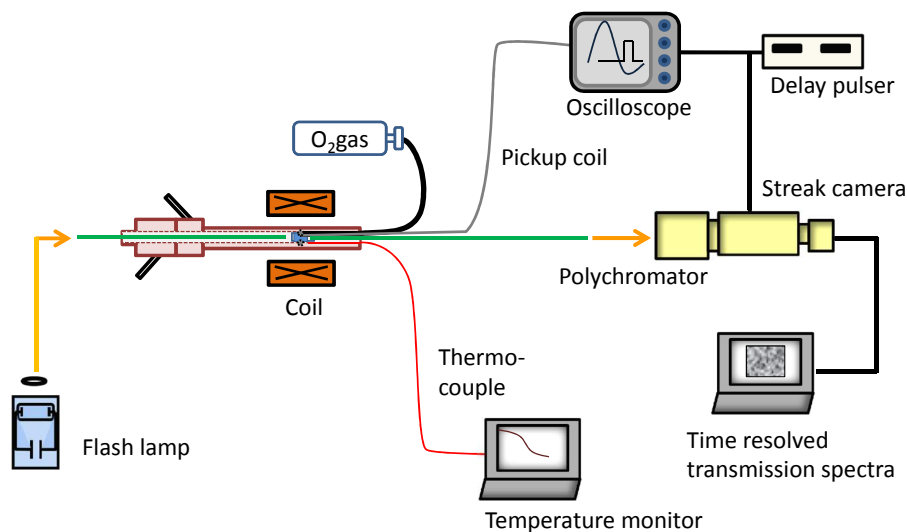 Oscilloscope
Delay pulser
O₂gas
Pickup coil
Streak camera
Polychromator
Coil
Thermo-
couple
Flash lamp
Time resolved
transmission spectra
Temperature monitor